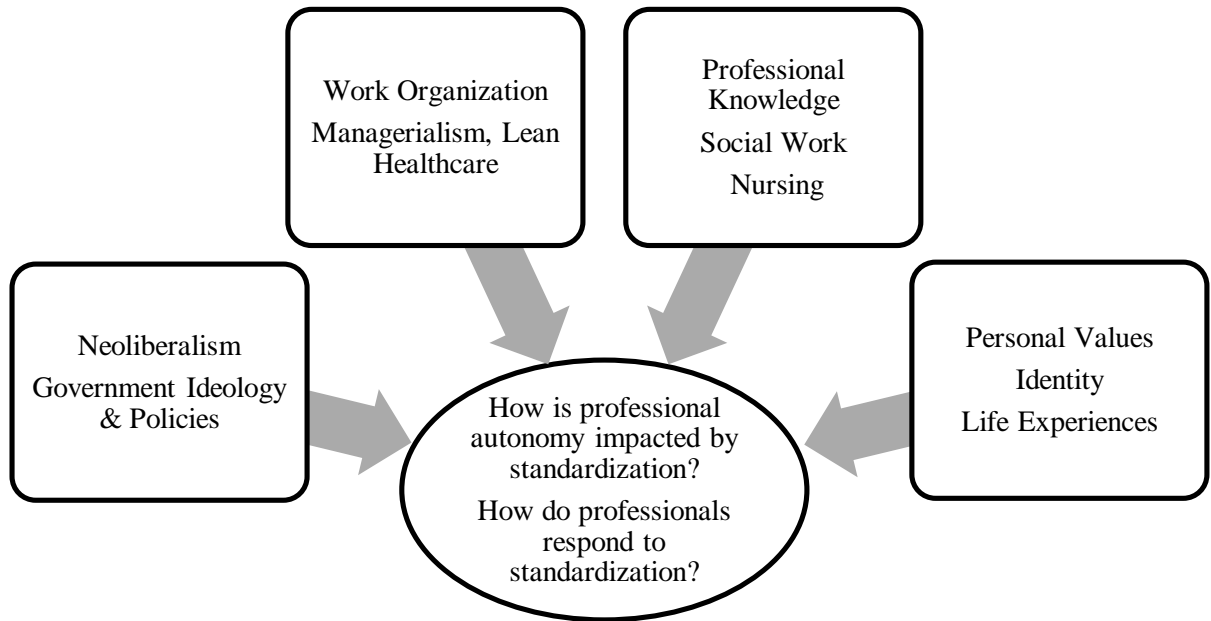 Work Organization
Managerialism, Lean
Healthcare
Professional
Knowledge
Social Work
Nursing
Neoliberalism
Government Ideology
& Policies
Personal Values
Identity
Life Experiences
How is professional
autonomy impacted by
standardization?
How do professionals
respond to
standardization?